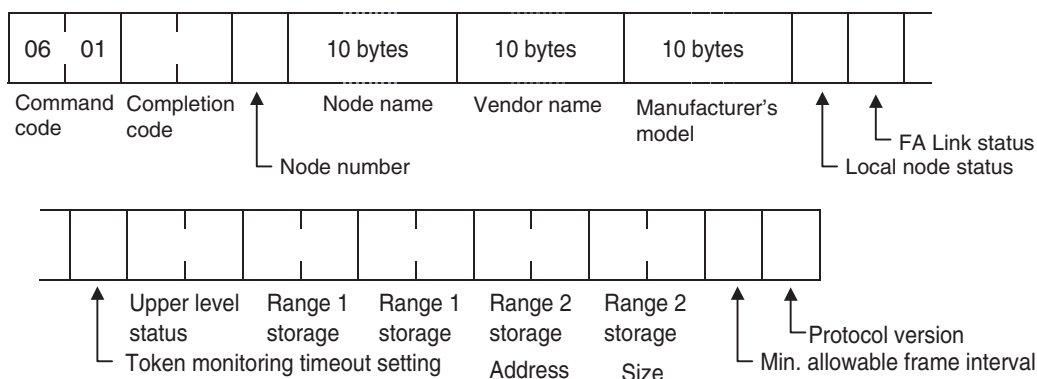 06 01 10 bytes 10 bytes 10 bytes
Command code
Completion code
Node name
Vendor name
Manufacturer's model
Node number
FA Link status
Local node status
Upper level status
Range 1 storage
Range 1 storage
Range 2 storage Address
Range 2 storage Size
Protocol version
Token monitoring timeout setting
Min. allowable frame interval